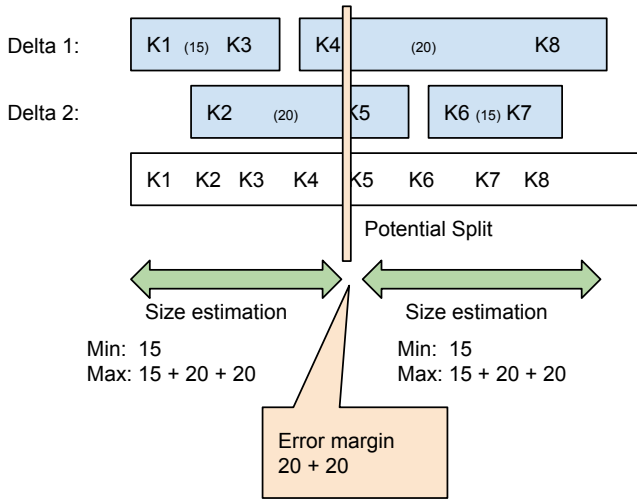 Delta 1: K1 (15) K3 K4 (20) K8
Delta 2: K2 (20) K5 K6 (15) K7
K1 K2 K3 K4 K5 K6 K7 K8
Potential Split
Size estimation
Min: 15
Max: 15 + 20 + 20
Size estimation
Min: 15
Max: 15 + 20 + 20
Error margin
20 + 20